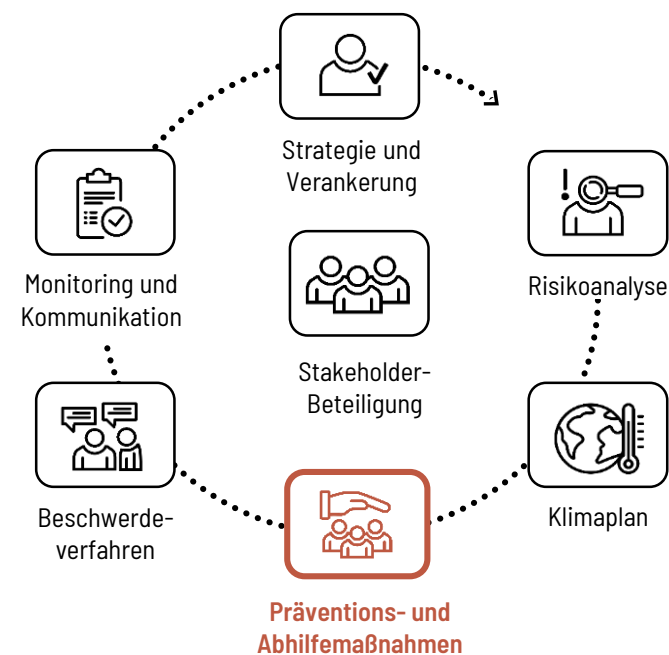 Strategie und
Verankerung
Risikoanalyse
Klimaplan
Präventions- und
Abhilfemaßnahmen
Beschwerde-
verfahren
Monitoring und
Kommunikation
Stakeholder-
Beteiligung